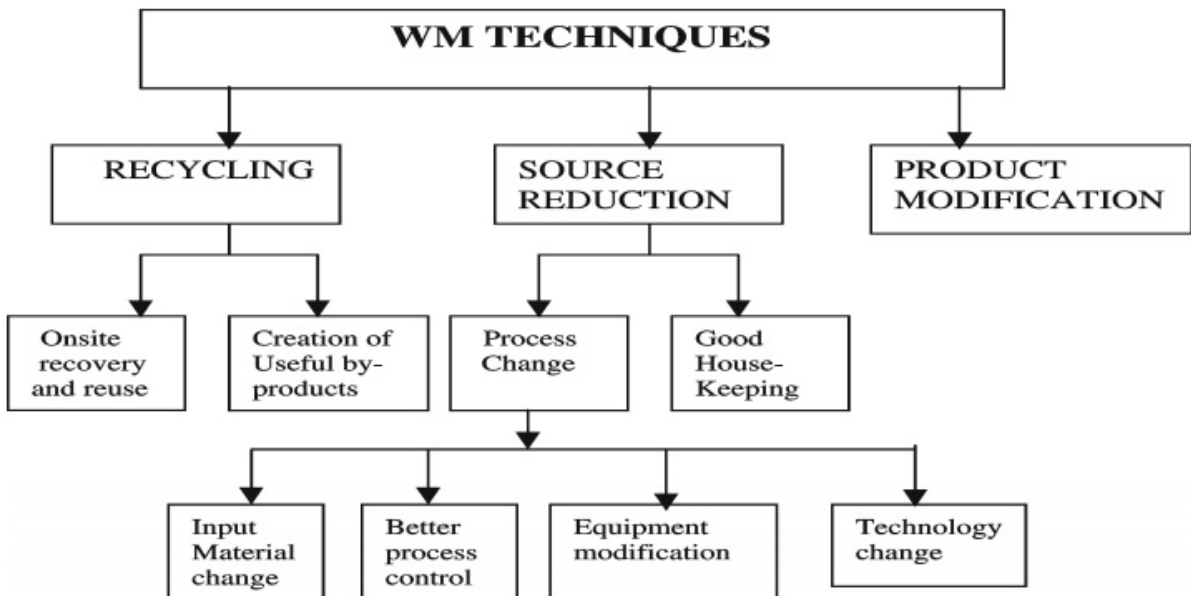 WM TECHNIQUES
RECYCLING
SOURCE
REDUCTION
PRODUCT
MODIFICATION
Onsite
recovery
and reuse
Creation of
Useful by-
products
Process
Change
Good
House-
Keeping
Input
Material
change
Better
process
control
Equipment
modification
Technology
change